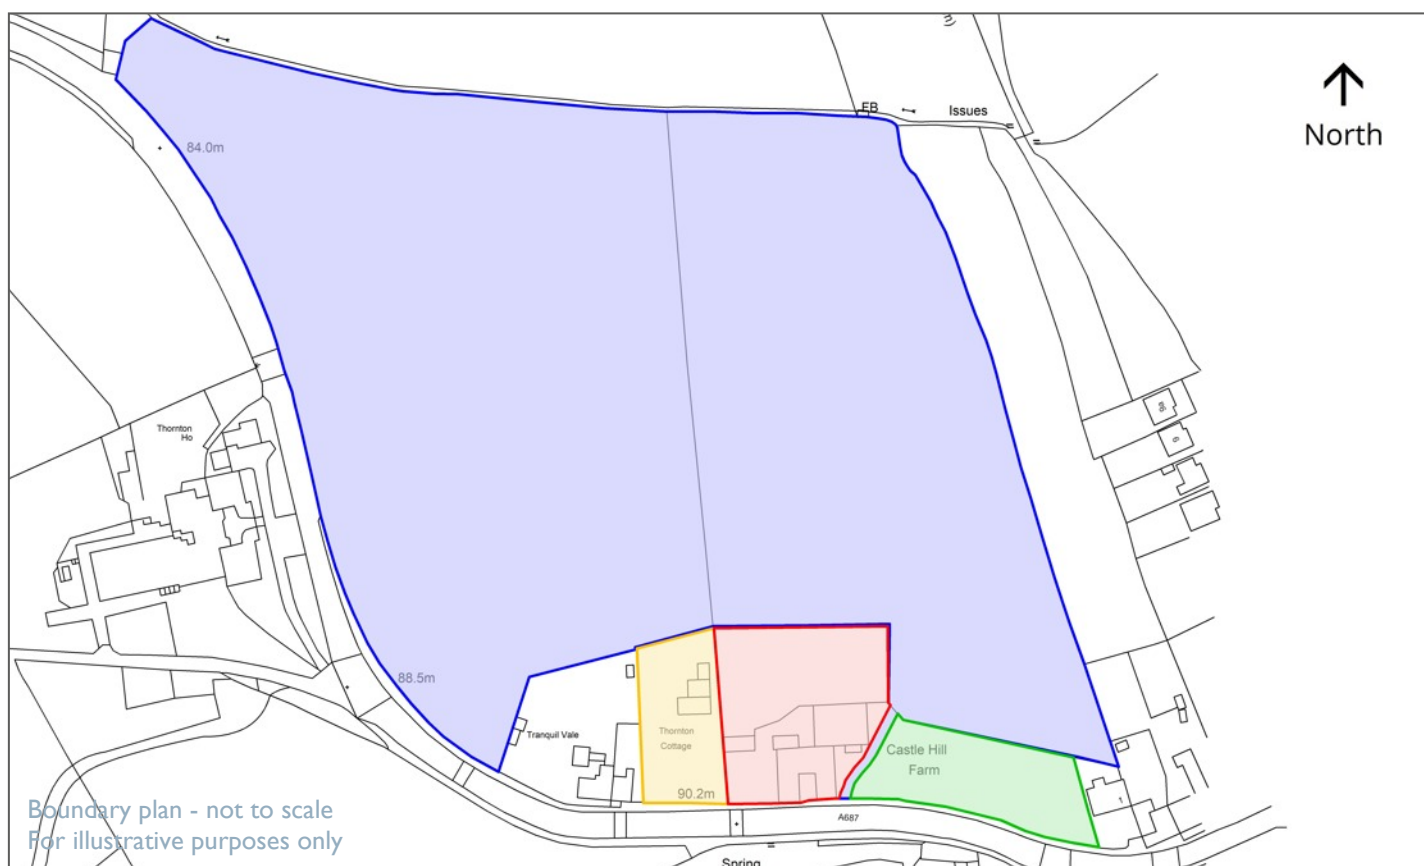 FB
Issues
North
84.0m
Thornton
Ho
88.5m
Tranquil Vale
Thornton
Cottage
Castle Hill
Farm
90.2m
A687
Boundary plan - not to scale
For illustrative purposes only
Spring